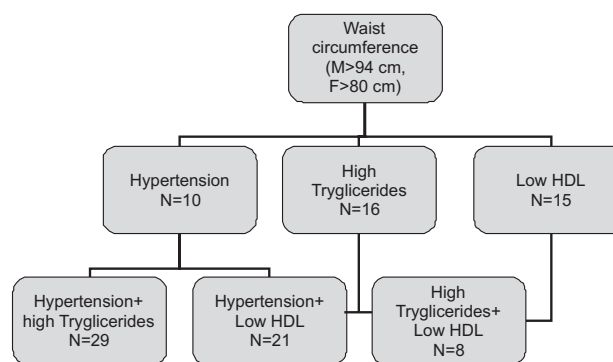 Waist
circumference
(M>94 cm,
F>80 cm)
Hypertension
N=10
High
Tryglicerides
N=16
Low HDL
N=15
Hypertension+
high Tryglicerides
N=29
Hypertension+
Low HDL
N=21
High
Tryglicerides+
Low HDL
N=8